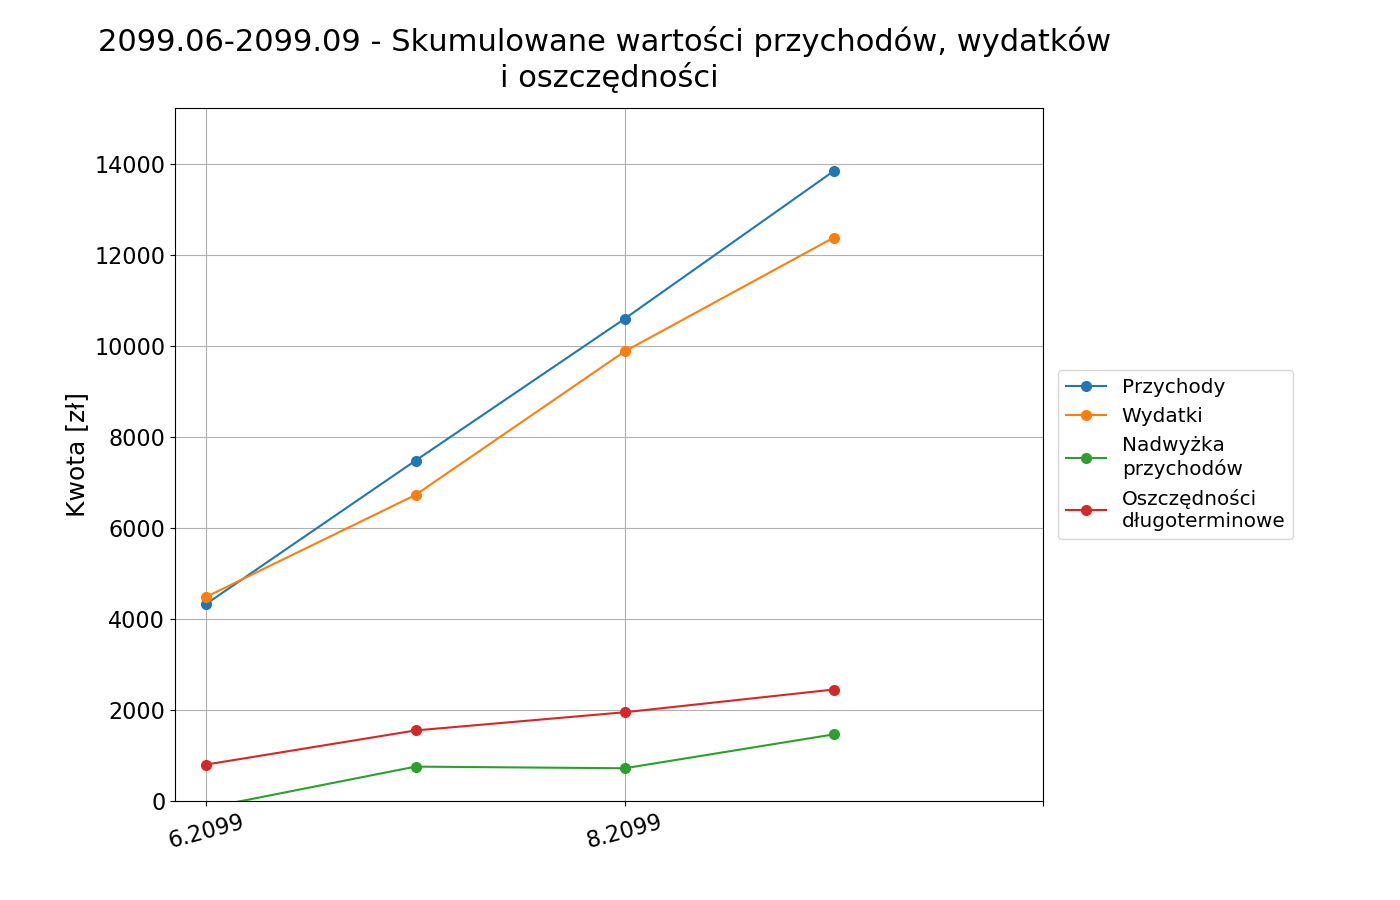 2099.06-2099.09 - Skumulowane wartości przychodów, wydatków
i oszczędności
Kwota [zł]
14000
12000
10000
8000
6000
4000
2000
0
6.2099
8.2099
Przychody
Wydatki
Nadwyżka
przychodów
Oszczędności
długoterminowe